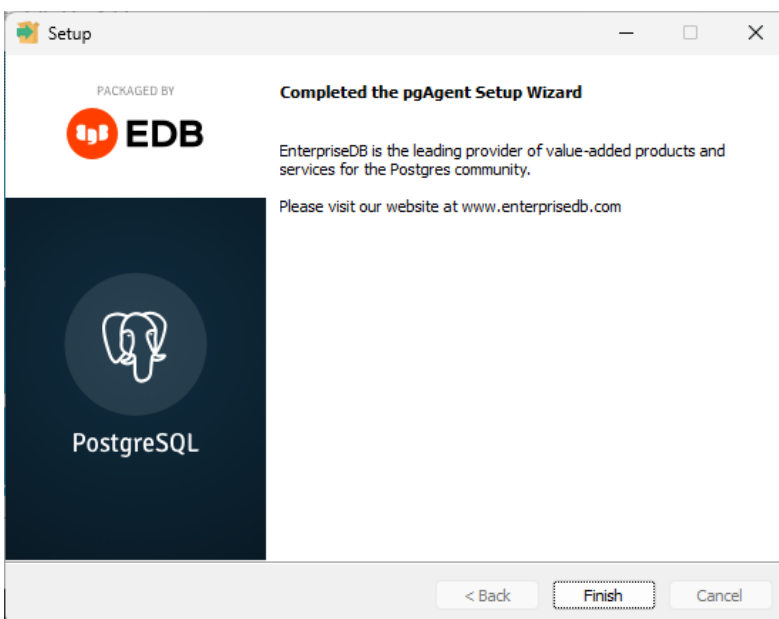 Setup
PACKAGED BY
EDB
Completed the pgAgent Setup Wizard
EnterpriseDB is the leading provider of value-added products and
services for the Postgres community.
Please visit our website at www.enterprisedb.com
PostgreSQL
< Back
Finish
Cancel